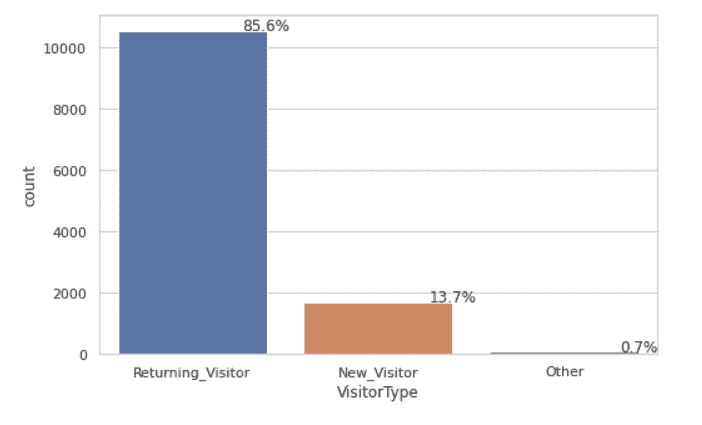 85.6%
10000
8000
6000
count
4000
2000
13.7%
0
0.7%
Returning_Visitor
New_Visitor
Other
VisitorType